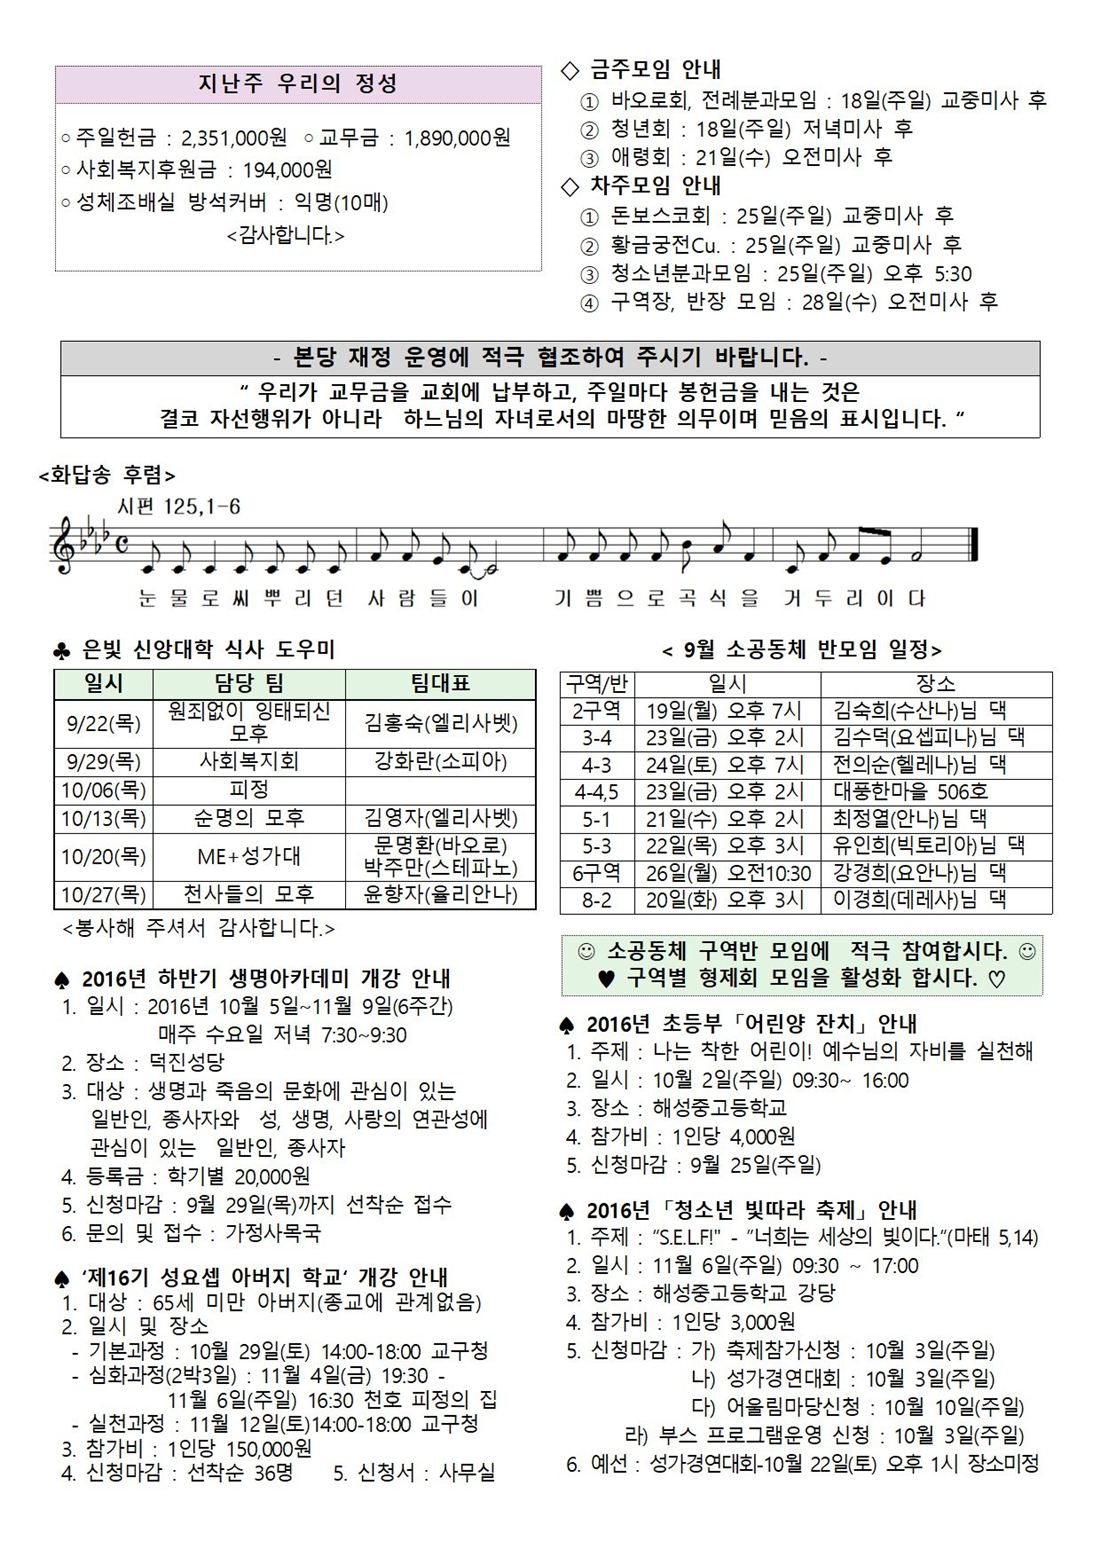 지난주 우리의 정성
○ 주일헌금 : 2,351,000원 ○ 교무금 : 1,890,000원
○ 사회복지후원금 : 194,000원
○ 성체조배실 방석커버 : 익명(10매)
<감사합니다.>
◇ 금주모임 안내
① 바오로회, 전례분과모임 : 18일(주일) 교중미사 후
② 청년회 : 18일(주일) 저녁미사 후
③ 애령회 : 21일(수) 오전미사 후
◇ 차주모임 안내
① 돈보스코회 : 25일(주일) 교중미사 후
② 황금궁전Cu. : 25일(주일) 교중미사 후
③ 청소년분과모임 : 25일(주일) 오후 5:30
④ 구역장, 반장 모임 : 28일(수) 오전미사 후
- 본당 재정 운영에 적극 협조하여 주시기 바랍니다. -
“ 우리가 교무금을 교회에 납부하고, 주일마다 봉헌금을 내는 것은
결코 자선행위가 아니라 하느님의 자녀로서의 마땅한 의무이며 믿음의 표시입니다. “
<화답송 후렴>
시편 125,1-6
눈 물 로 씨 뿌 리 던 사 람 들 이 기 쁨 으 로 곡 식 을 거 두 리 이 다
♣ 은빛 신앙대학 식사 도우미
일시 담당 팀 팀대표
9/22(목) 원죄없이 잉태되신 모후 김홍숙(엘리사벳)
9/29(목) 사회복지회 강화란(소피아)
10/06(목) 피정
10/13(목) 순명의 모후 김영자(엘리사벳)
10/20(목) ME+성가대 문명환(바오로) 박주만(스테파노)
10/27(목) 천사들의 모후 윤향자(율리안나)
<봉사해 주셔서 감사합니다.>
♠ 2016년 하반기 생명아카데미 개강 안내
1. 일시 : 2016년 10월 5일~11월 9일(6주간)
매주 수요일 저녁 7:30~9:30
2. 장소 : 덕진성당
3. 대상 : 생명과 죽음의 문화에 관심이 있는
일반인, 종사자와 성, 생명, 사랑의 연관성에
관심이 있는 일반인, 종사자
4. 등록금 : 학기별 20,000원
5. 신청마감 : 9월 29일(목)까지 선착순 접수
6. 문의 및 접수 : 가정사목국
♠ ‘제16기 성요셉 아버지 학교‘ 개강 안내
1. 대상 : 65세 미만 아버지(종교에 관계없음)
2. 일시 및 장소
- 기본과정 : 10월 29일(토) 14:00-18:00 교구청
- 심화과정(2박3일) : 11월 4일(금) 19:30 -
11월 6일(주일) 16:30 천호 피정의 집
- 실천과정 : 11월 12일(토)14:00-18:00 교구청
3. 참가비 : 1인당 150,000원
4. 신청마감 : 선착순 36명 5. 신청서 : 사무실
< 9월 소공동체 반모임 일정>
구역/반 일시 장소
2구역 19일(월) 오후 7시 김숙희(수산나)님 댁
3-4 23일(금) 오후 2시 김수덕(요셉피나)님 댁
4-3 24일(토) 오후 7시 전의순(헬레나)님 댁
4-4,5 23일(금) 오후 2시 대풍한마을 506호
5-1 21일(수) 오후 2시 최정열(안나)님 댁
5-3 22일(목) 오후 3시 유인희(빅토리아)님 댁
6구역 26일(월) 오전10:30 강경희(요안나)님 댁
8-2 20일(화) 오후 3시 이경희(데레사)님 댁
☺ 소공동체 구역반 모임에 적극 참여합시다. ☺
♥ 구역별 형제회 모임을 활성화 합시다. ♡
♠ 2016년 초등부「어린양 잔치」안내
1. 주제 : 나는 착한 어린이! 예수님의 자비를 실천해
2. 일시 : 10월 2일(주일) 09:30~ 16:00
3. 장소 : 해성중고등학교
4. 참가비 : 1인당 4,000원
5. 신청마감 : 9월 25일(주일)
♠ 2016년「청소년 빛따라 축제」안내
1. 주제 : ”S.E.L.F!" - ”너희는 세상의 빛이다.”(마태 5,14)
2. 일시 : 11월 6일(주일) 09:30 ~ 17:00
3. 장소 : 해성중고등학교 강당
4. 참가비 : 1인당 3,000원
5. 신청마감 : 가) 축제참가신청 : 10월 3일(주일)
나) 성가경연대회 : 10월 3일(주일)
다) 어울림마당신청 : 10월 10일(주일)
라) 부스 프로그램운영 신청 : 10월 3일(주일)
6. 예선 : 성가경연대회-10월 22일(토) 오후 1시 장소미정